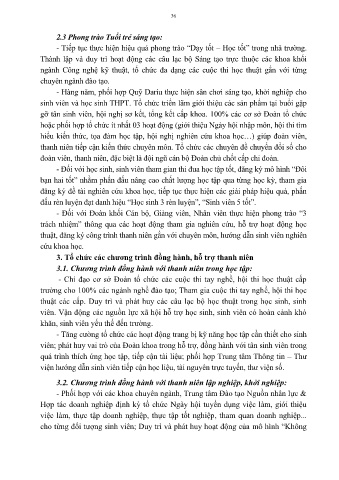 36
2.3 Phong trào Tuổi trẻ sáng tạo:
- Tiếp tục thực hiện hiệu quả phong trào “Dạy tốt – Học tốt” trong nhà trường.
Thành lập và duy trì hoạt động các câu lạc bộ Sáng tạo trực thuộc các khoa khối
ngành Công nghệ kỹ thuật, tổ chức đa dạng các cuộc thi học thuật gắn với từng
chuyên ngành đào tạo.
- Hàng năm, phối hợp Quỹ Dariu thực hiện sân chơi sáng tạo, khởi nghiệp cho
sinh viên và học sinh THPT. Tổ chức triển lãm giới thiệu các sản phẩm tại buổi gặp
gỡ tân sinh viên, hội nghị sơ kết, tổng kết cấp khoa. 100% các cơ sở Đoàn tổ chức
hoặc phối hợp tổ chức ít nhất 03 hoạt động (giới thiệu Ngày hội nhập môn, hội thi tìm
hiểu kiến thức, tọa đàm học tập, hội nghị nghiên cứu khoa học…) giúp đoàn viên,
thanh niên tiếp cận kiến thức chuyên môn. Tổ chức các chuyên đề chuyển đổi số cho
đoàn viên, thanh niên, đặc biệt là đội ngũ cán bộ Đoàn chủ chốt cấp chi đoàn.
- Đối với học sinh, sinh viên tham gia thi đua học tập tốt, đăng ký mô hình “Đôi
bạn hai tốt” nhằm phấn đấu nâng cao chất lượng học tập qua từng học kỳ, tham gia
đăng ký đề tài nghiên cứu khoa học, tiếp tục thực hiện các giải pháp hiệu quả, phấn
đấu rèn luyện đạt danh hiệu “Học sinh 3 rèn luyện”, “Sinh viên 5 tốt”.
- Đối với Đoàn khối Cán bộ, Giảng viên, Nhân viên thực hiện phong trào “3
trách nhiệm” thông qua các hoạt động tham gia nghiên cứu, hỗ trợ hoạt động học
thuật, đăng ký công trình thanh niên gắn với chuyên môn, hướng dẫn sinh viên nghiên
cứu khoa học.
3. Tổ chức các chương trình đồng hành, hỗ trợ thanh niên
3.1. Chương trình đồng hành với thanh niên trong học tập:
- Chỉ đạo cơ sở Đoàn tổ chức các cuộc thi tay nghề, hội thi học thuật cấp
trường cho 100% các ngành nghề đào tạo; Tham gia cuộc thi tay nghề, hội thi học
thuật các cấp. Duy trì và phát huy các câu lạc bộ học thuật trong học sinh, sinh
viên. Vận động các nguồn lực xã hội hỗ trợ học sinh, sinh viên có hoàn cảnh khó
khăn, sinh viên yếu thế đến trường.
- Tăng cường tổ chức các hoạt động trang bị kỹ năng học tập cần thiết cho sinh
viên; phát huy vai trò của Đoàn khoa trong hỗ trợ, đồng hành với tân sinh viên trong
quá trình thích ứng học tập, tiếp cận tài liệu; phối hợp Trung tâm Thông tin – Thư
viện hướng dẫn sinh viên tiếp cận học liệu, tài nguyên trực tuyến, thư viện số.
3.2. Chương trình đồng hành với thanh niên lập nghiệp, khởi nghiệp:
- Phối hợp với các khoa chuyên ngành, Trung tâm Đào tạo Nguồn nhân lực &
Hợp tác doanh nghiệp định kỳ tổ chức Ngày hội tuyển dụng việc làm, giới thiệu
việc làm, thực tập doanh nghiệp, thực tập tốt nghiệp, tham quan doanh nghiệp...
cho từng đối tượng sinh viên; Duy trì và phát huy hoạt động của mô hình “Không